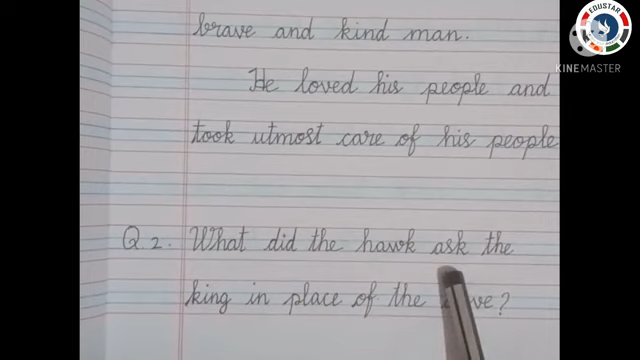 EDUSTAR
KINEMASTER
brave and kind man.
He loved his people and
took utmost care of his people
Q.2. What did the hawk ask the
king in place of the